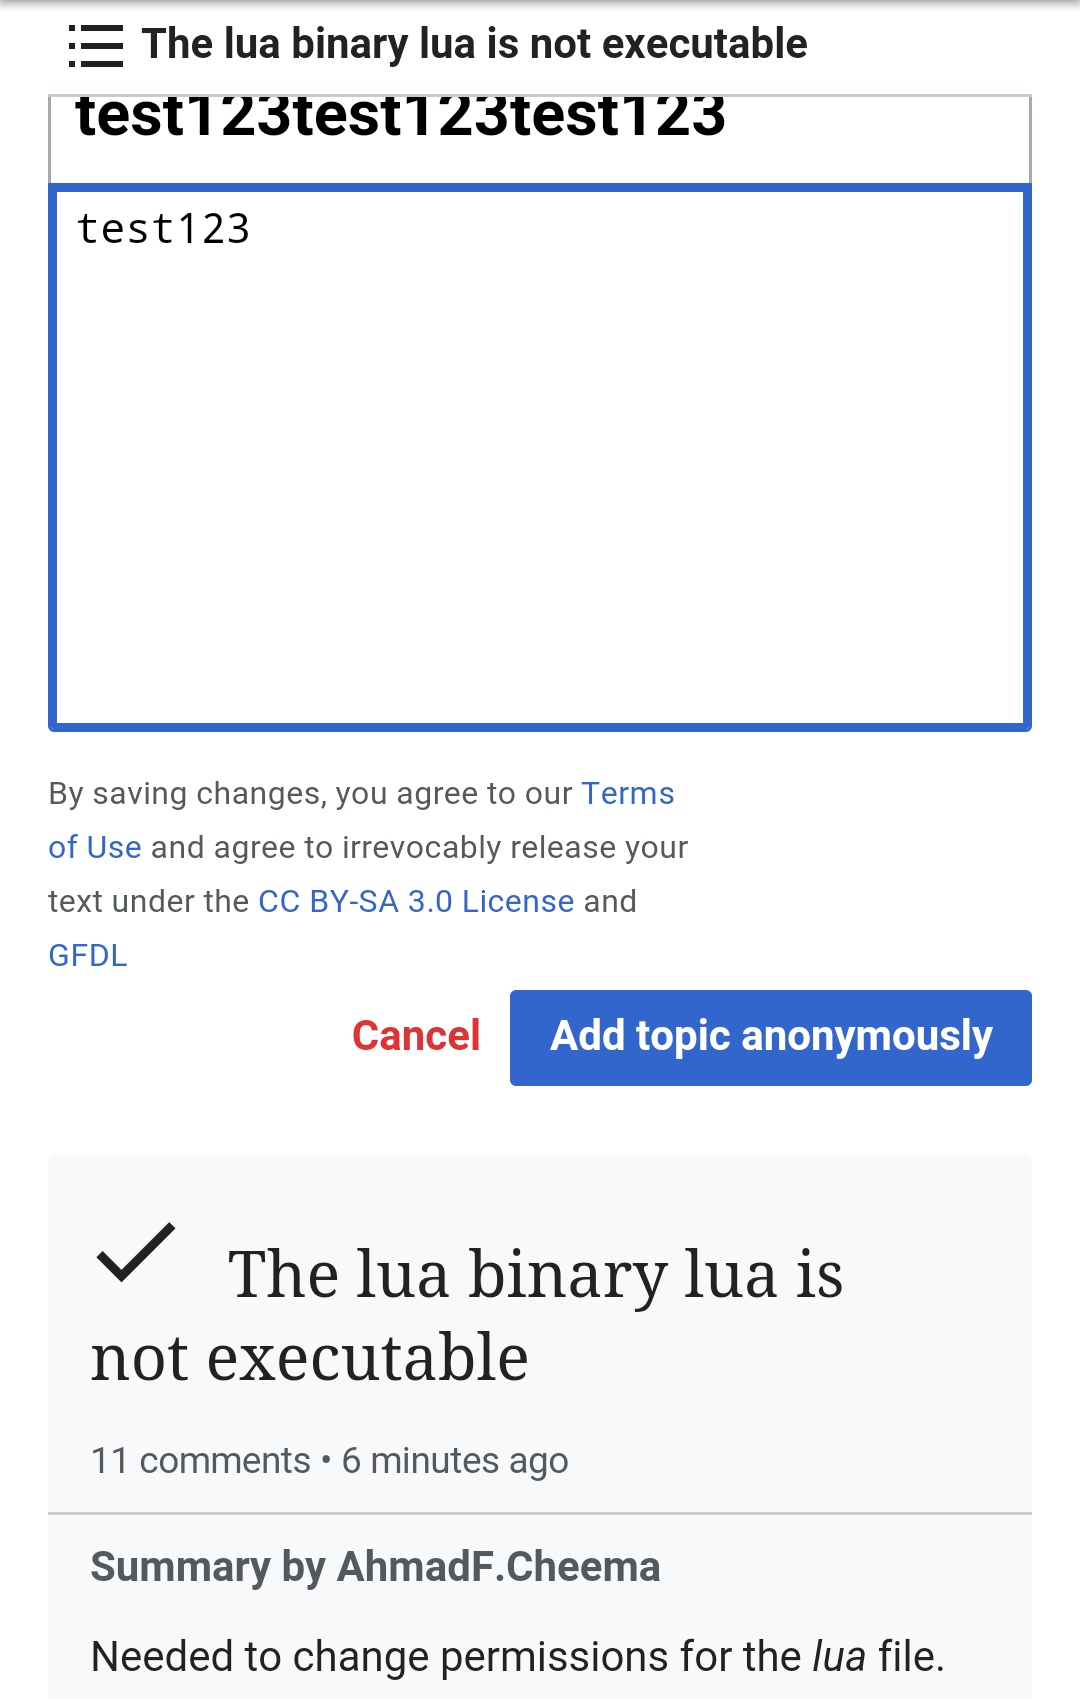 The lua binary lua is not executable
test123test123test123
test123
By saving changes, you agree to our Terms
of Use and agree to irrevocably release your
text under the CC BY-SA 3.0 License and
GFDL
Cancel
Add topic anonymously
The lua binary lua is
not executable
11 comments • 6 minutes ago
Summary by AhmadF.Cheema
Needed to change permissions for the lua file.